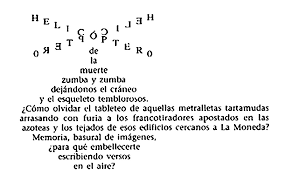 HELICÓPTERO
HELICÓPTERO
de
la
muerte
zumba y zumba
dejándonos el cráneo
y el esqueleto temblorosos.
¿Cómo olvidar el tableteo de aquellas metralletas tartamudas
arrasando con furia a los francotiradores apostados en las
azoteas y los tejados de esos edificios cercanos a La Moneda?
Memoria, basural de imágenes,
¿para qué embellecerte
escribiendo versos
en el aire?